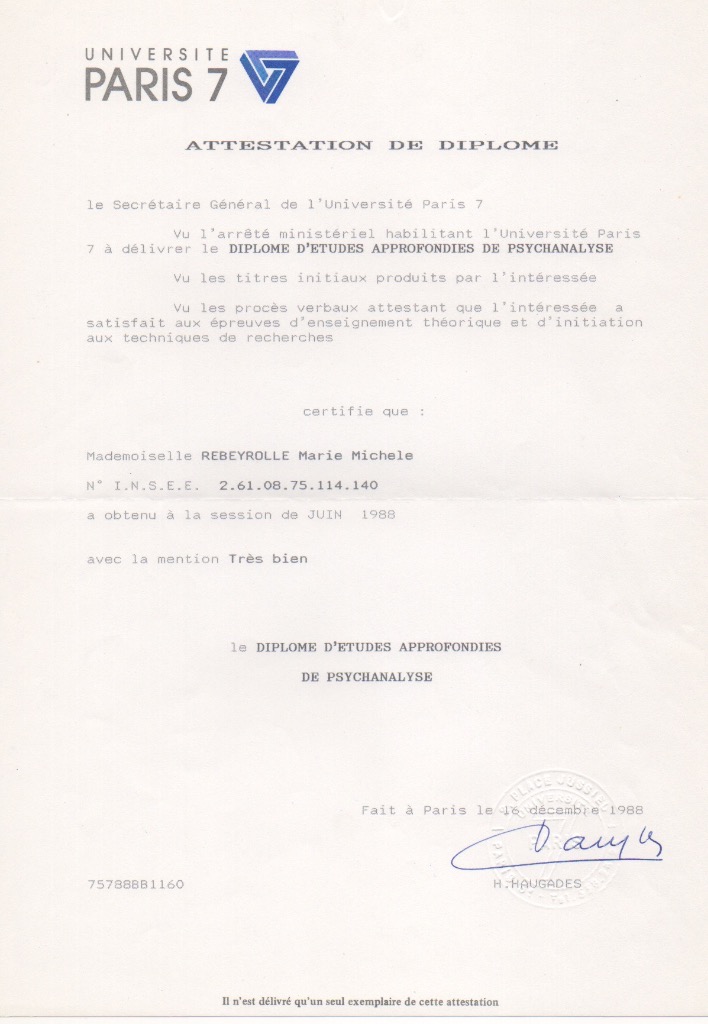 UNIVERSITE
PARIS 7
ATTESTATION DE DIPLOME
le Secrétaire Général de l'Université Paris 7
Vu l'arrêté ministériel habilitant l'Université Paris
7 à délivrer le DIPLOME D'ETUDES APPROFONDIES DE PSYCHANALYSE
Vu les titres initiaux produits par l'intéressée
Vu les procès verbaux attestant que l'intéressée a
satisfait aux épreuves d'enseignement théorique et d'initiation
aux techniques de recherches
certifie que :
Mademoiselle REBEYROLLE Marie Michele
N° I.N.S.E.E. 2.61.08.75.114.140
a obtenu à la session de JUIN 1988
avec la mention Très bien
le DIPLOME D'ETUDES APPROFONDIES
DE PSYCHANALYSE
PLACE JUSSIEU
UNIVERSITE
Fait à Paris le 16 décembre 1988
75788BB1160
H.HAUGADES
Il n'est délivré qu'un seul exemplaire de cette attestation